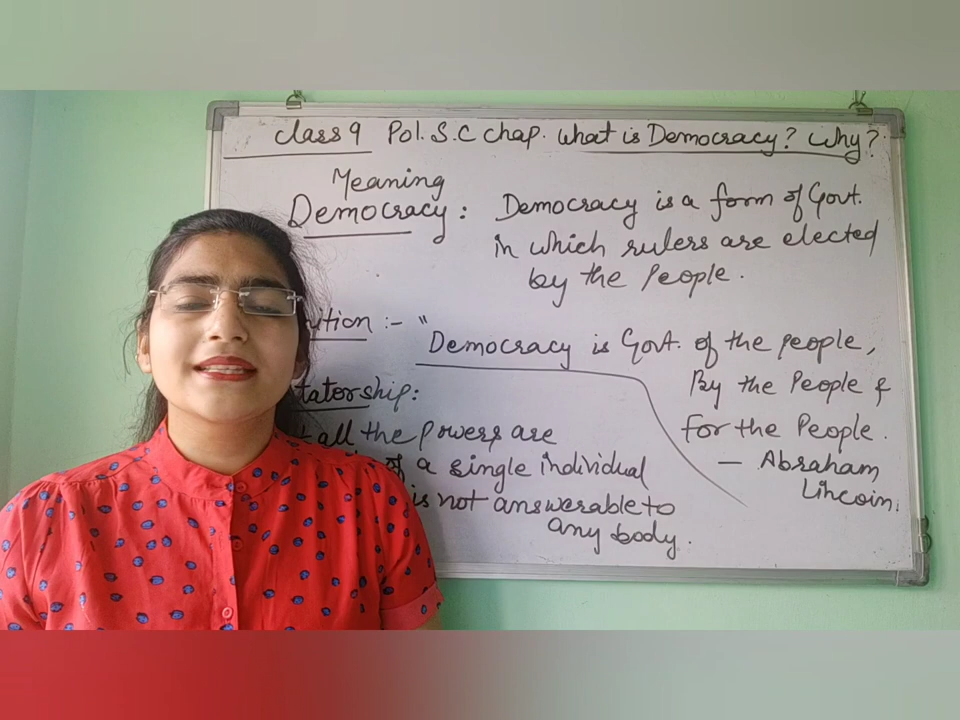 Class 9 Pol. S.C Chap. What is Democracy? Why?
Meaning
Democracy: Democracy is a form of Govt.
in which rulers are elected
by the People.
:- "Democracy is Govt. of the people,
By the People &
for the People.
— Abraham
Lincoln.
tatorship:
all the Powers are
of a single individual
is not answerable to
any body.